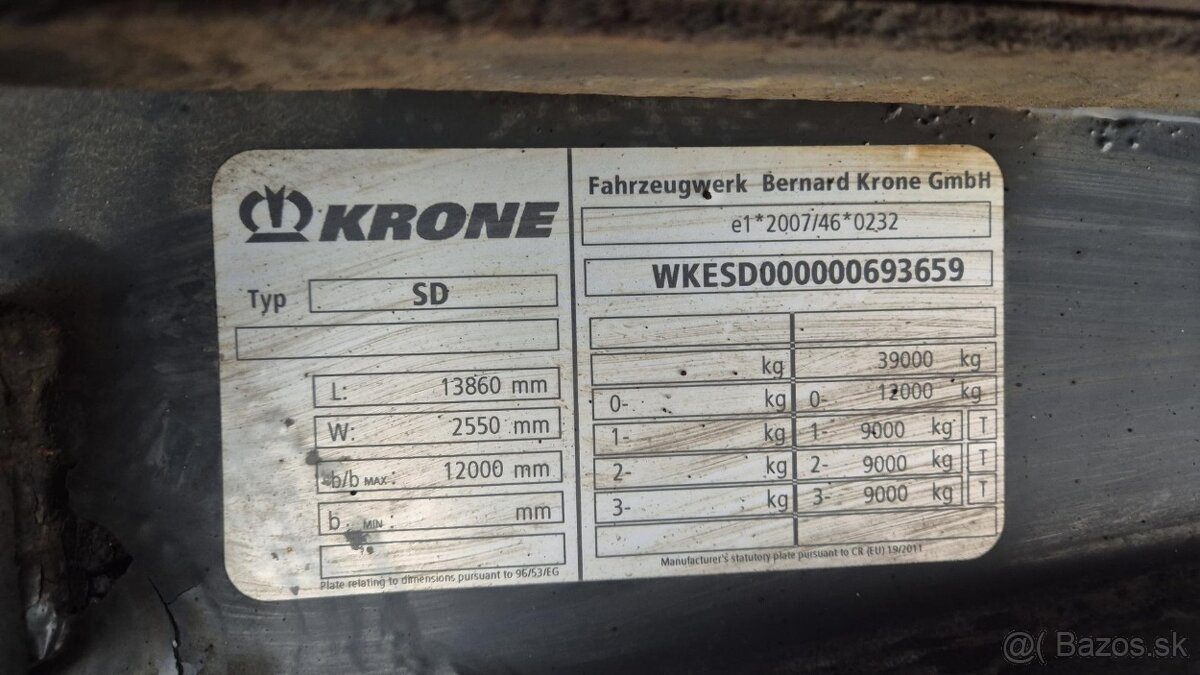 KRONE
Typ SD
L: 13860 mm
W: 2550 mm
b/b MAX : 12000 mm
b MIN : mm
Plate relating to dimensions pursuant to 96/53/EG
Fahrzeugwerk Bernard Krone GmbH
e1*2007/46*0232
WKESD000000693659
kg 39000 kg
0- kg 0- 12000 kg
1- kg 1- 9000 kg T
2- kg 2- 9000 kg T
3- kg 3- 9000 kg T
Manufacturer's statutory plate pursuant to CR (EU) 19/2011
@( Bazos.sk